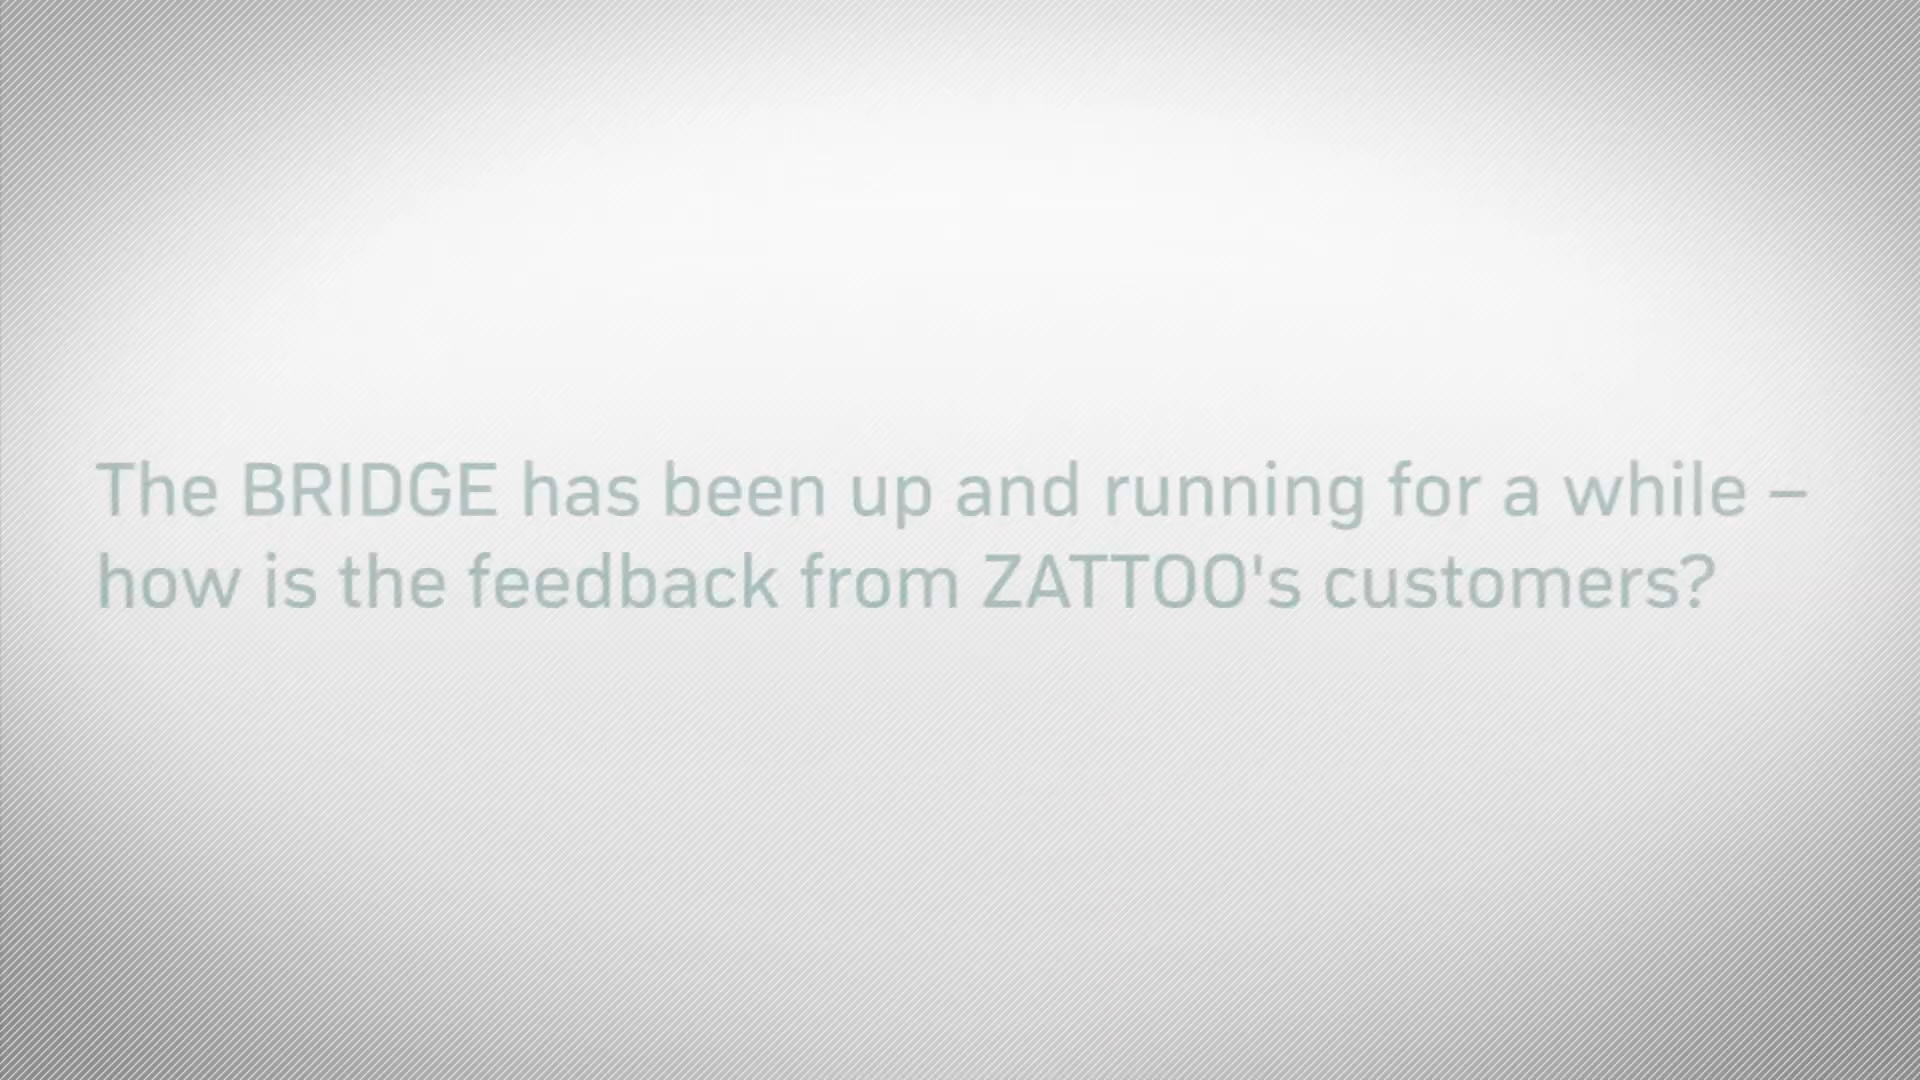 The BRIDGE has been up and running for a while –
how is the feedback from ZATTOO's customers?